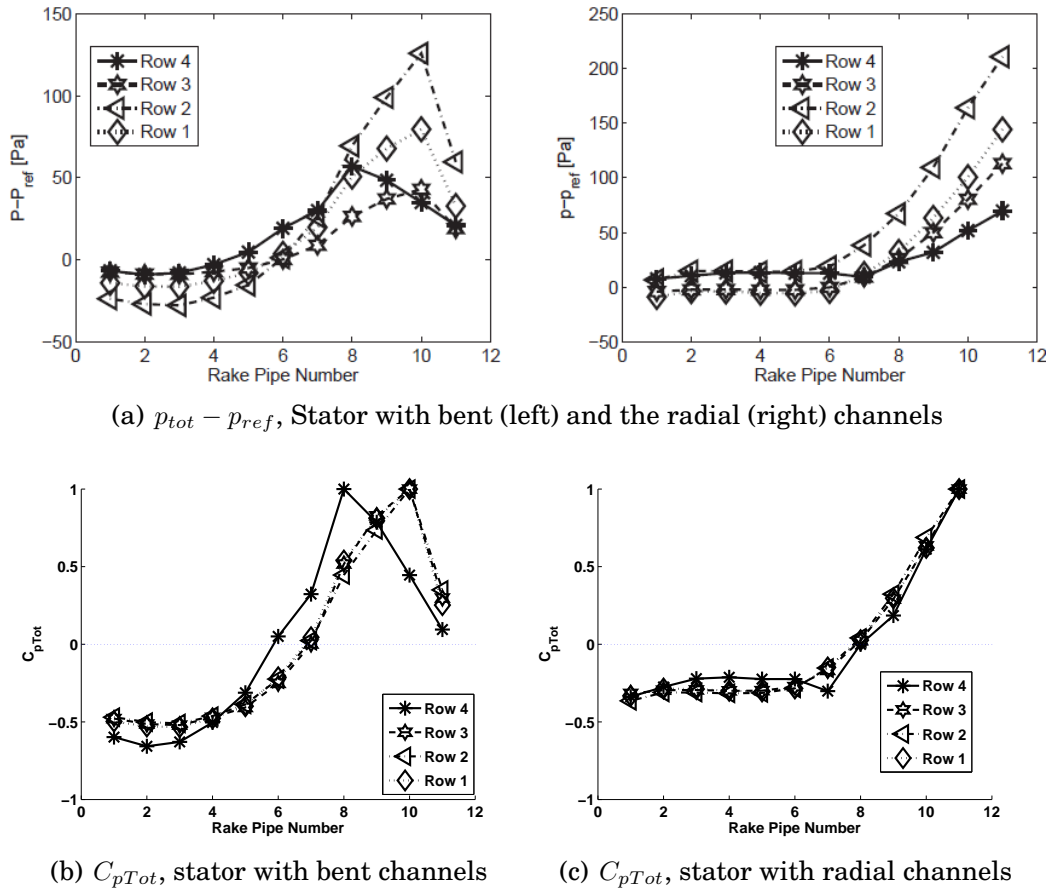 150
100
50
0
−50
P−P_ref [Pa]
Row 4
Row 3
Row 2
Row 1
0 2 4 6 8 10 12
Rake Pipe Number
250
200
150
100
50
0
−50
p−p_ref [Pa]
Row 4
Row 3
Row 2
Row 1
0 2 4 6 8 10 12
Rake Pipe Number
(a) p_tot − p_ref, Stator with bent (left) and the radial (right) channels
1
0.5
0
−0.5
−1
C_pTot
Row 4
Row 3
Row 2
Row 1
0 2 4 6 8 10 12
Rake Pipe Number
(b) C_pTot, stator with bent channels
1
0.5
0
−0.5
−1
C_pTot
Row 4
Row 3
Row 2
Row 1
0 2 4 6 8 10 12
Rake Pipe Number
(c) C_pTot, stator with radial channels